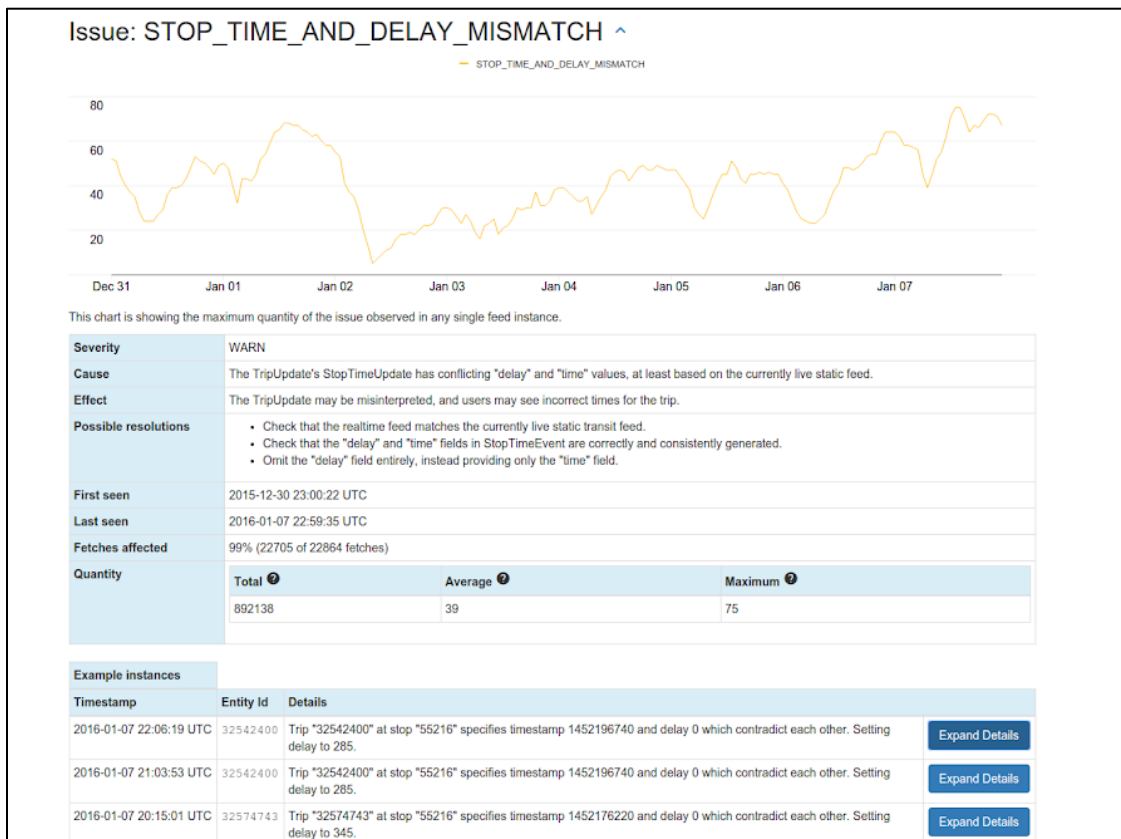 Issue: STOP_TIME_AND_DELAY_MISMATCH
STOP_TIME_AND_DELAY_MISMATCH
80
60
40
20
Dec 31 Jan 01 Jan 02 Jan 03 Jan 04 Jan 05 Jan 06 Jan 07
This chart is showing the maximum quantity of the issue observed in any single feed instance.
Severity WARN
Cause The TripUpdate's StopTimeUpdate has conflicting "delay" and "time" values, at least based on the currently live static feed.
Effect The TripUpdate may be misinterpreted, and users may see incorrect times for the trip.
Possible resolutions • Check that the realtime feed matches the currently live static transit feed.
• Check that the "delay" and "time" fields in StopTimeEvent are correctly and consistently generated.
• Omit the "delay" field entirely, instead providing only the "time" field.
First seen 2015-12-30 23:00:22 UTC
Last seen 2016-01-07 22:59:35 UTC
Fetches affected 99% (22705 of 22864 fetches)
Quantity Total ? Average ? Maximum ?
892138 39 75
Example instances
Timestamp Entity Id Details
2016-01-07 22:06:19 UTC 32542400 Trip "32542400" at stop "55216" specifies timestamp 1452196740 and delay 0 which contradict each other. Setting
delay to 285.
Expand Details
2016-01-07 21:03:53 UTC 32542400 Trip "32542400" at stop "55216" specifies timestamp 1452196740 and delay 0 which contradict each other. Setting
delay to 285.
Expand Details
2016-01-07 20:15:01 UTC 32574743 Trip "32574743" at stop "55216" specifies timestamp 1452176220 and delay 0 which contradict each other. Setting
delay to 345.
Expand Details